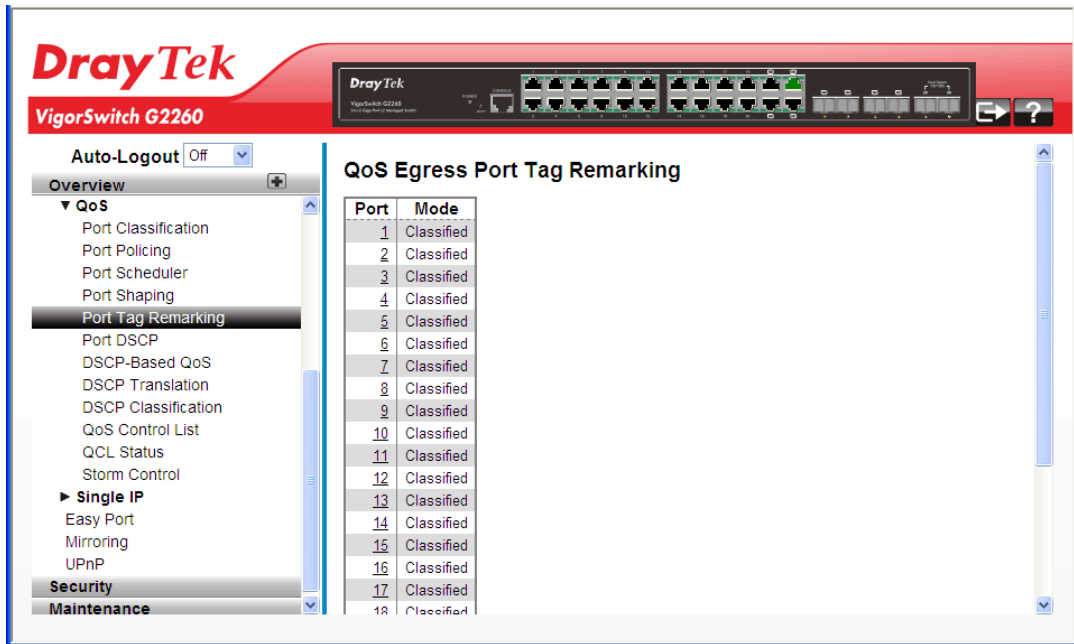 DrayTek
VigorSwitch G2260
DrayTek
VigorSwitch G2260
POWER
CONSOLE
?
Auto-Logout Off
Overview
▼ QoS
Port Classification
Port Policing
Port Scheduler
Port Shaping
Port Tag Remarking
Port DSCP
DSCP-Based QoS
DSCP Translation
DSCP Classification
QoS Control List
QCL Status
Storm Control
► Single IP
Easy Port
Mirroring
UPnP
Security
Maintenance
QoS Egress Port Tag Remarking
Port Mode
1 Classified
2 Classified
3 Classified
4 Classified
5 Classified
6 Classified
7 Classified
8 Classified
9 Classified
10 Classified
11 Classified
12 Classified
13 Classified
14 Classified
15 Classified
16 Classified
17 Classified
18 Classified